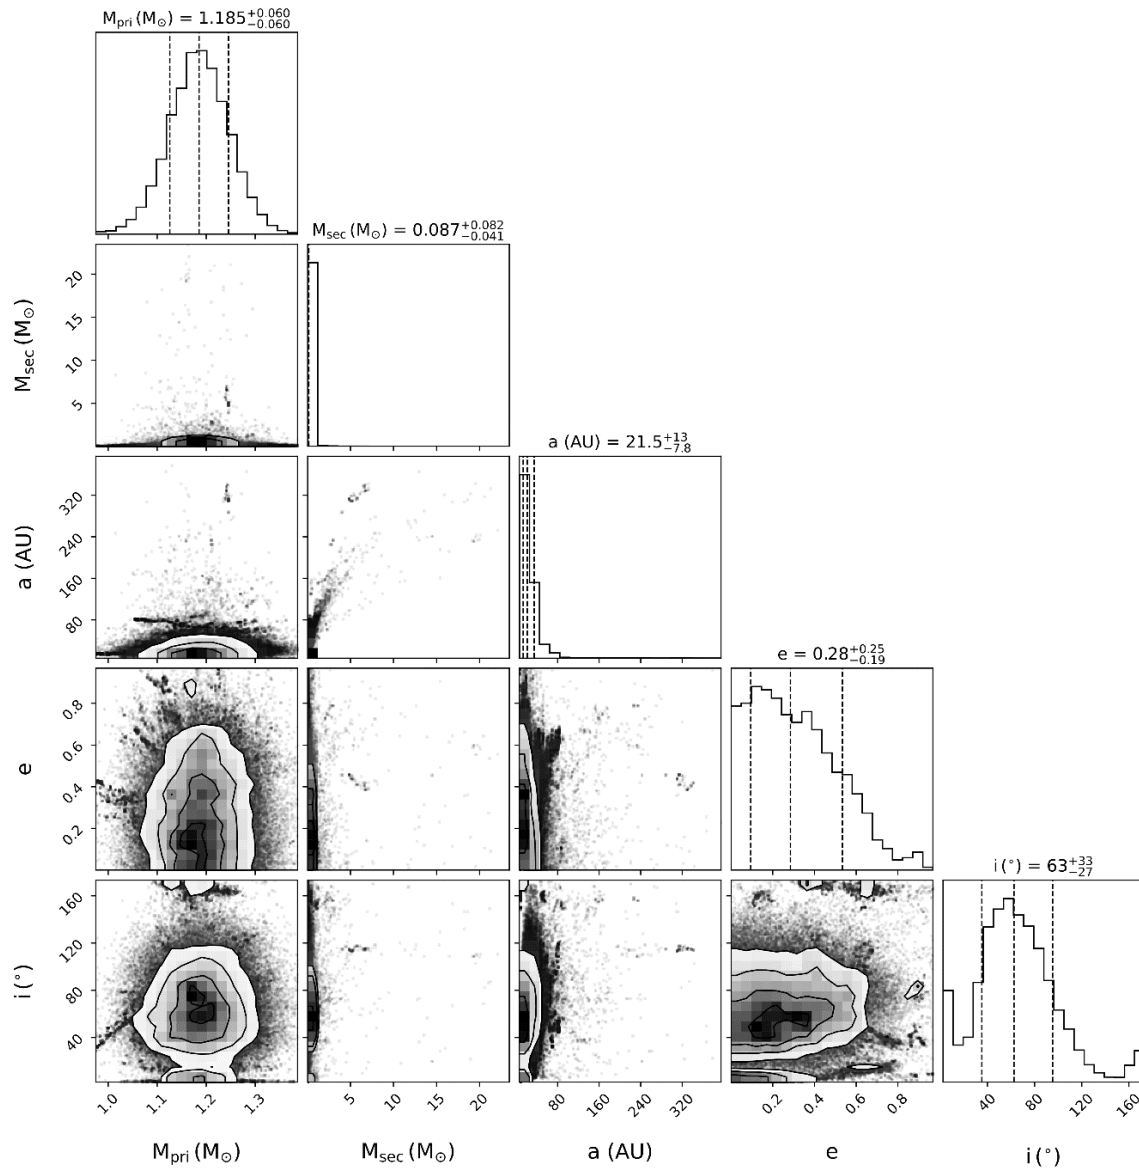 M_pri (M_⊙) = 1.185^{+0.060}_{−0.060}
M_sec (M_⊙) = 0.087^{+0.082}_{−0.041}
M_sec (M_⊙)
20
15
10
5
a (AU) = 21.5^{+13}_{−7.8}
a (AU)
320
240
160
80
e = 0.28^{+0.25}_{−0.19}
e
0.8
0.6
0.4
0.2
i (°) = 63^{+33}_{−27}
i (°)
160
120
80
40
1.0 1.1 1.2 1.3
5 10 15 20
80 160 240 320
0.2 0.4 0.6 0.8
40 80 120 160
M_pri (M_⊙) M_sec (M_⊙) a (AU) e i (°)